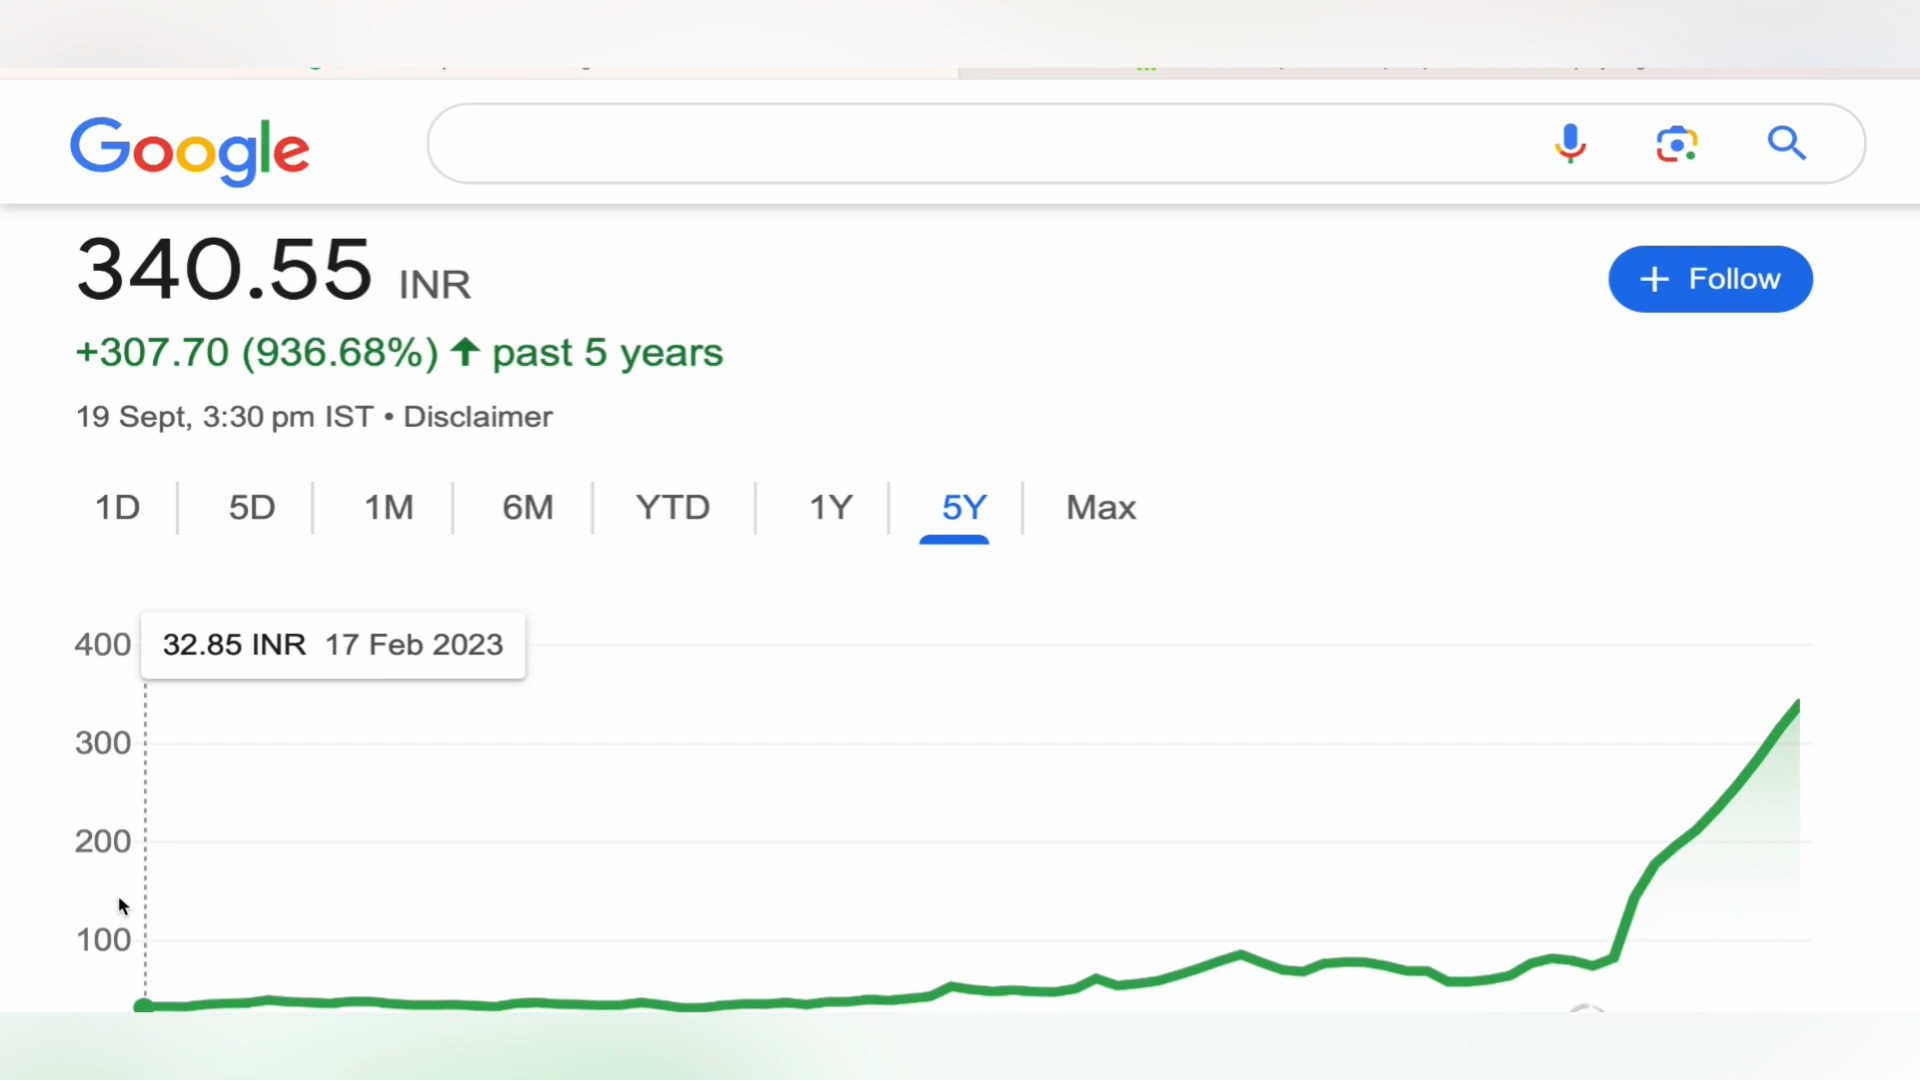 Google
340.55 INR
+ Follow
+307.70 (936.68%) ↑ past 5 years
19 Sept, 3:30 pm IST • Disclaimer
1D 5D 1M 6M YTD 1Y 5Y Max
400
32.85 INR 17 Feb 2023
300
200
100